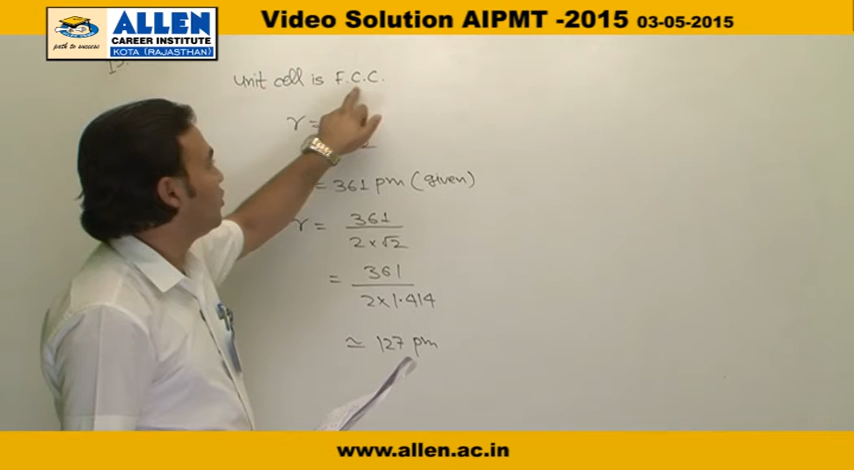 path to success
ALLEN
CAREER INSTITUTE
KOTA (RAJASTHAN)
Video Solution AIPMT -2015 03-05-2015
Unit cell is F.C.C.
r =
= 361 pm (given)
r = 361 / 2 × √2
= 361 / 2 × 1.414
≃ 127 pm
www.allen.ac.in